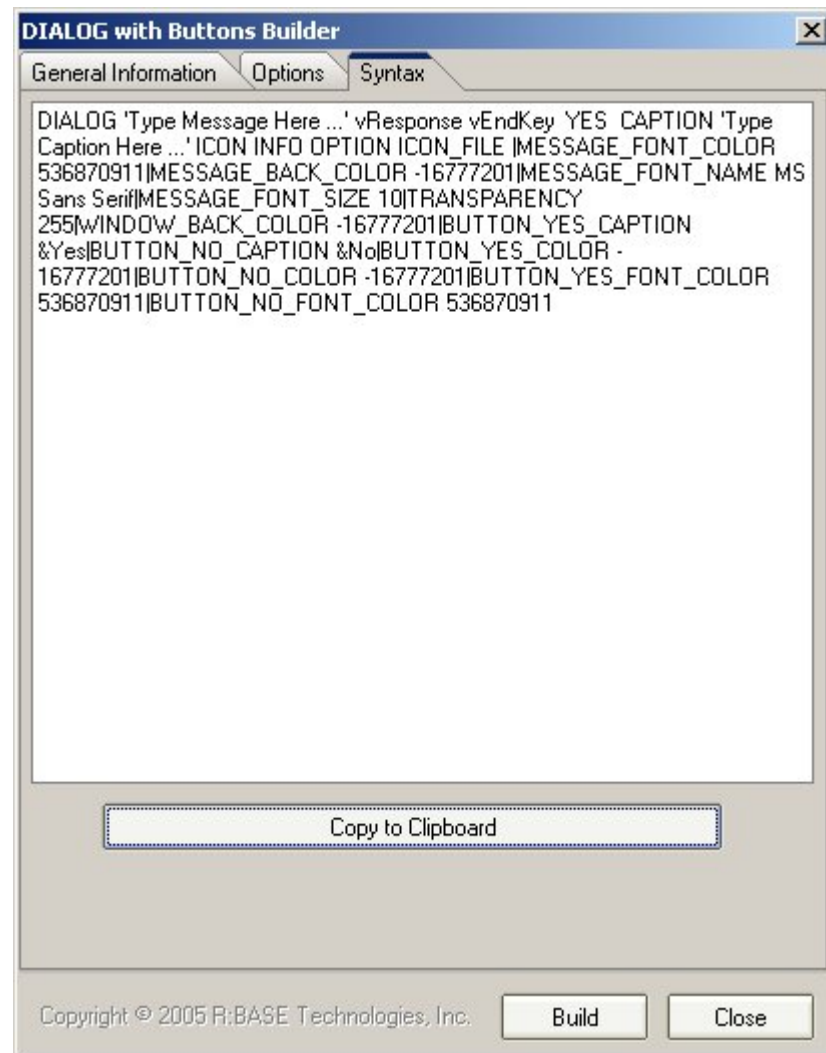 DIALOG with Buttons Builder
General Information Options Syntax
DIALOG 'Type Message Here ...' vResponse vEndKey  YES  CAPTION 'Type
Caption Here ...' ICON INFO OPTION ICON_FILE |MESSAGE_FONT_COLOR
536870911|MESSAGE_BACK_COLOR -16777201|MESSAGE_FONT_NAME MS
Sans Serif|MESSAGE_FONT_SIZE 10|TRANSPARENCY
255|WINDOW_BACK_COLOR -16777201|BUTTON_YES_CAPTION
&Yes|BUTTON_NO_CAPTION &No|BUTTON_YES_COLOR -
16777201|BUTTON_NO_COLOR -16777201|BUTTON_YES_FONT_COLOR
536870911|BUTTON_NO_FONT_COLOR 536870911
Copy to Clipboard
Copyright © 2005 R:BASE Technologies, Inc. Build Close